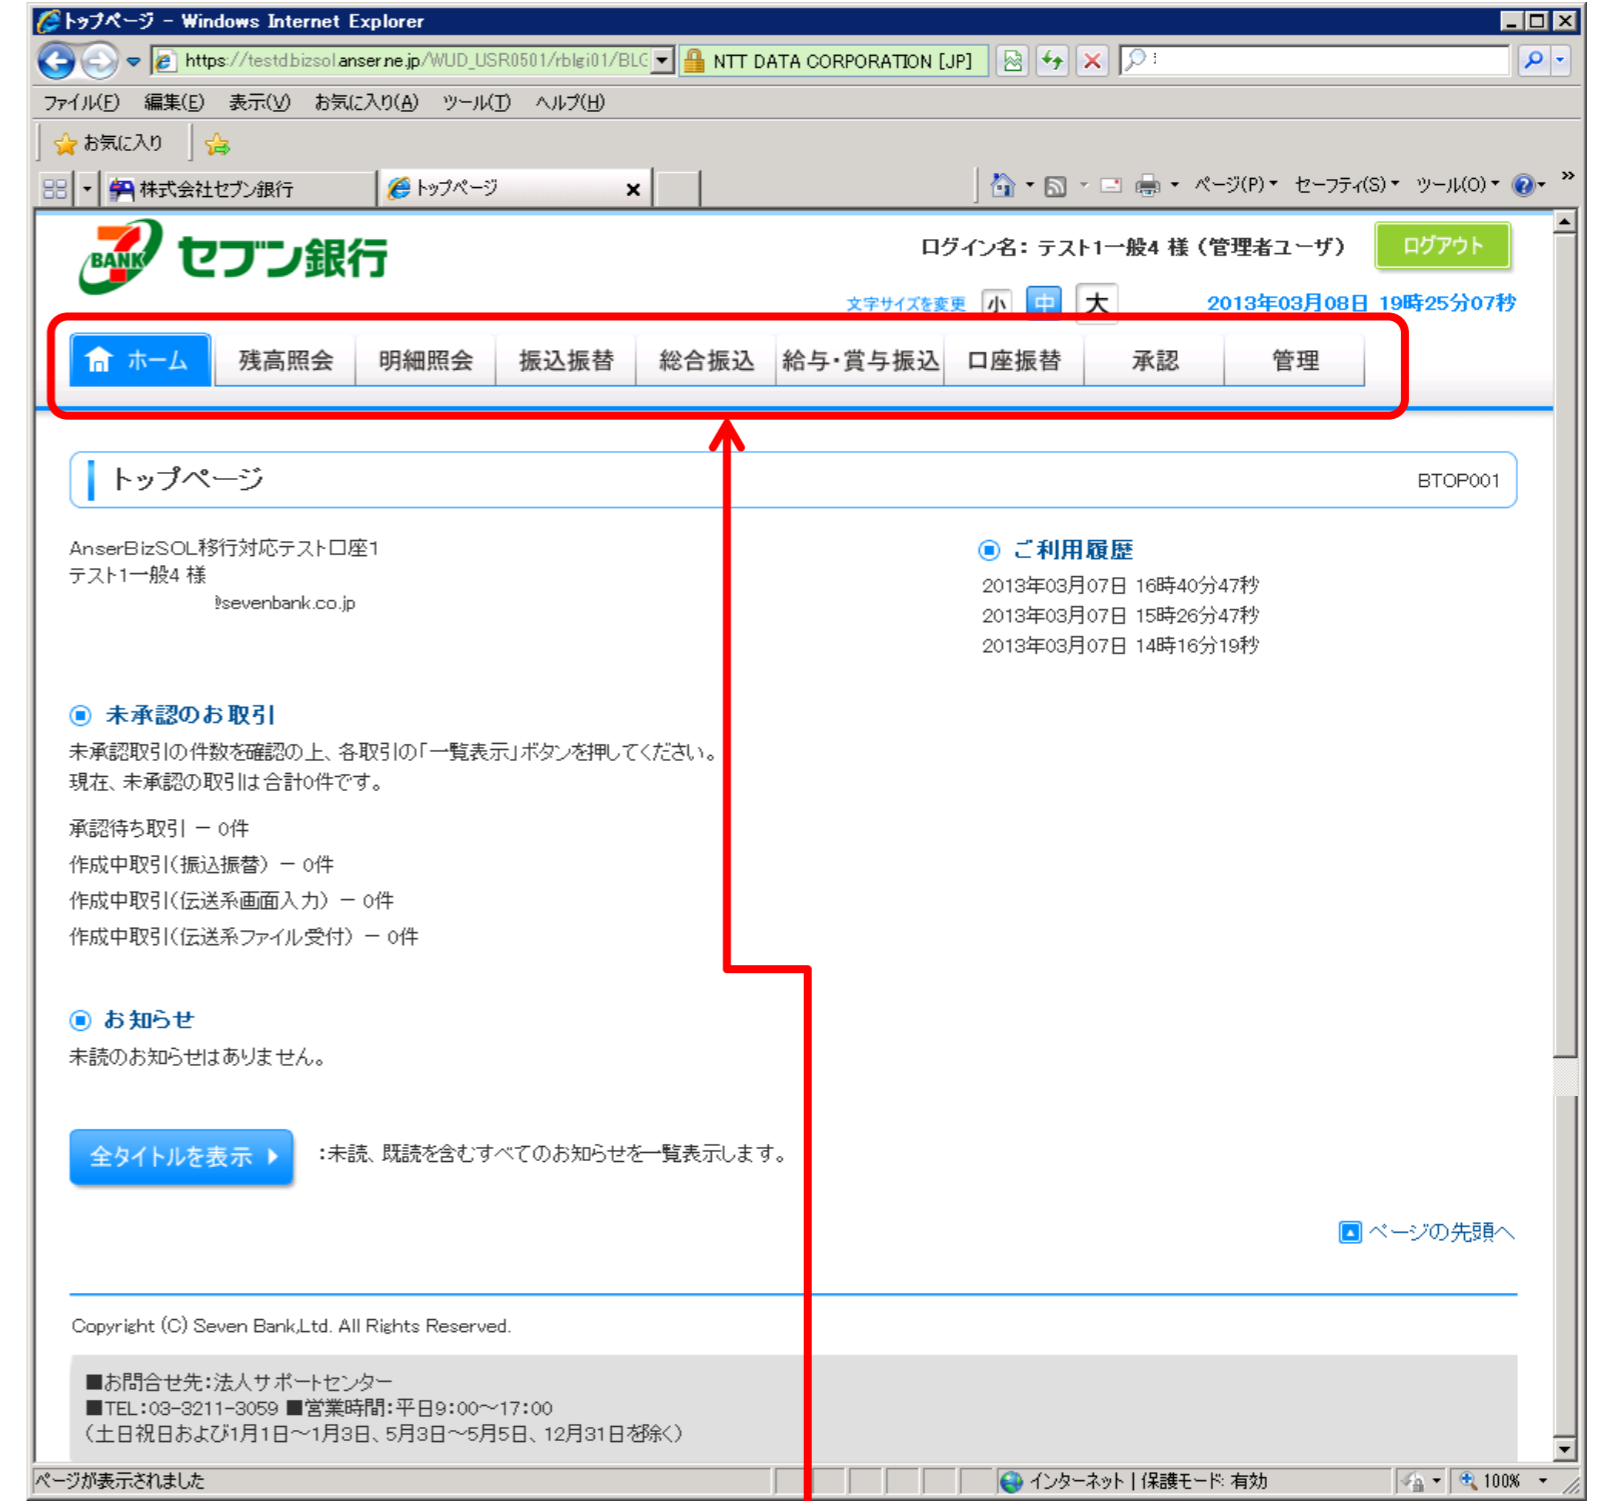 トップページ - Windows Internet Explorer
https://testd.bizsol.anser.ne.jp/WUD_USR0501/rblgi01/BLG
NTT DATA CORPORATION [JP]
ファイル(F) 編集(E) 表示(V) お気に入り(A) ツール(T) ヘルプ(H)
お気に入り
株式会社セブン銀行 トップページ ページ(P) セーフティ(S) ツール(O)
BANK セブン銀行
ログイン名：テスト1一般4 様（管理者ユーザ） ログアウト
文字サイズを変更 小 中 大 2013年03月08日 19時25分07秒
ホーム 残高照会 明細照会 振込振替 総合振込 給与・賞与振込 口座振替 承認 管理
トップページ BTOP001
AnserBizSOL移行対応テスト口座1
テスト1一般4 様
sevenbank.co.jp
ご利用履歴
2013年03月07日 16時40分47秒
2013年03月07日 15時26分47秒
2013年03月07日 14時16分19秒
未承認のお取引
未承認取引の件数を確認の上、各取引の「一覧表示」ボタンを押してください。
現在、未承認の取引は合計0件です。
承認待ち取引 － 0件
作成中取引（振込振替） － 0件
作成中取引（伝送系画面入力） － 0件
作成中取引（伝送系ファイル受付） － 0件
お知らせ
未読のお知らせはありません。
全タイトルを表示 ：未読、既読を含むすべてのお知らせを一覧表示します。
ページの先頭へ
Copyright (C) Seven Bank,Ltd. All Rights Reserved.
■お問合せ先：法人サポートセンター
■TEL：03-3211-3059 ■営業時間：平日9：00～17：00
（土日祝日および1月1日～1月3日、5月3日～5月5日、12月31日を除く）
ページが表示されました インターネット | 保護モード: 有効 100%